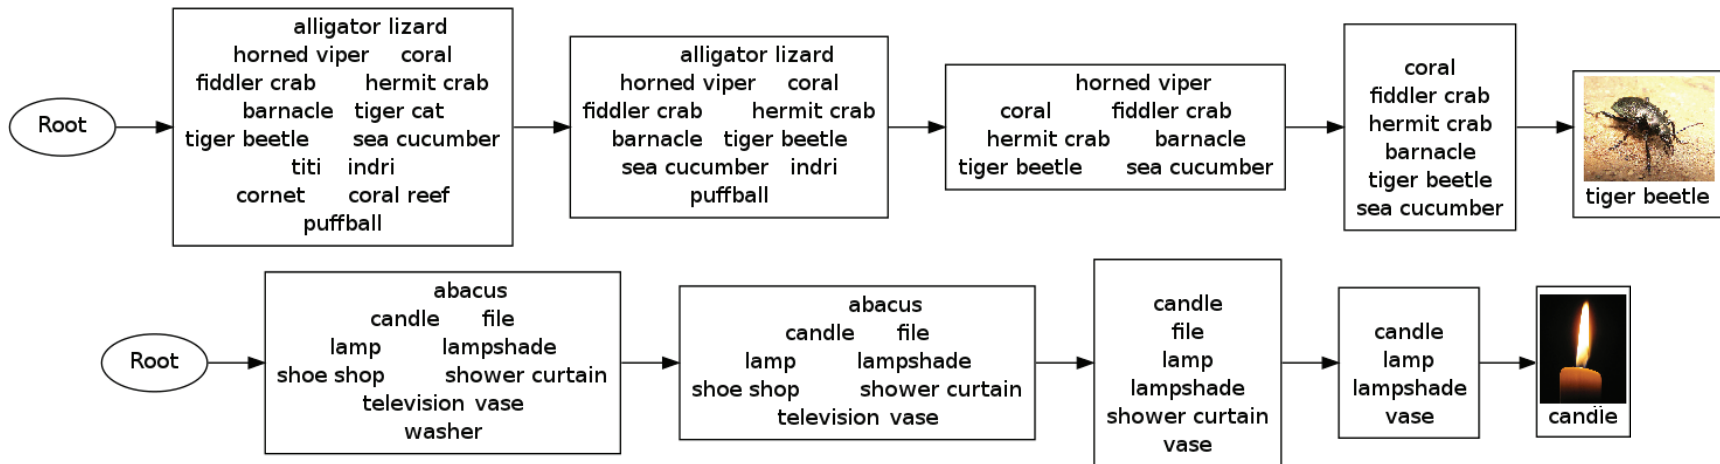 Root
alligator lizard
horned viper coral
fiddler crab hermit crab
barnacle tiger cat
tiger beetle sea cucumber
titi indri
cornet coral reef
puffball
alligator lizard
horned viper coral
fiddler crab hermit crab
barnacle tiger beetle
sea cucumber indri
puffball
horned viper
coral fiddler crab
hermit crab barnacle
tiger beetle sea cucumber
coral
fiddler crab
hermit crab
barnacle
tiger beetle
sea cucumber
tiger beetle
Root
abacus
candle file
lamp lampshade
shoe shop shower curtain
television vase
washer
abacus
candle file
lamp lampshade
shoe shop shower curtain
television vase
candle
file
lamp
lampshade
shower curtain
vase
candle
lamp
lampshade
vase
candle